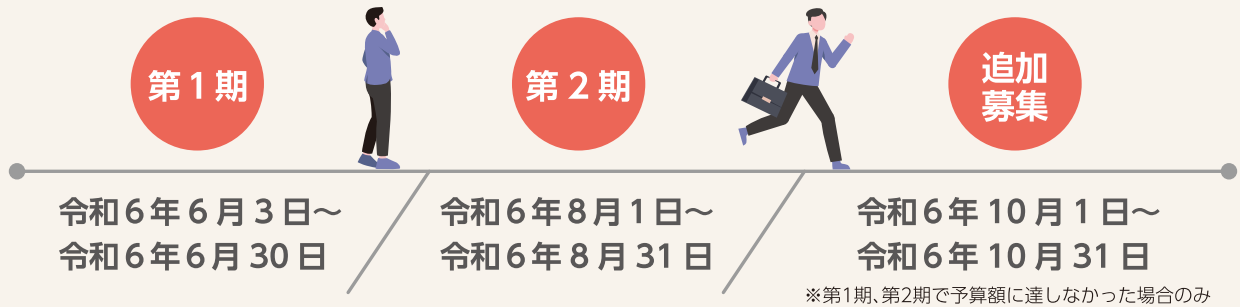 第1期
令和6年6月3日～
令和6年6月30日
第2期
令和6年8月1日～
令和6年8月31日
追加
募集
令和6年10月1日～
令和6年10月31日
※第1期、第2期で予算額に達しなかった場合のみ